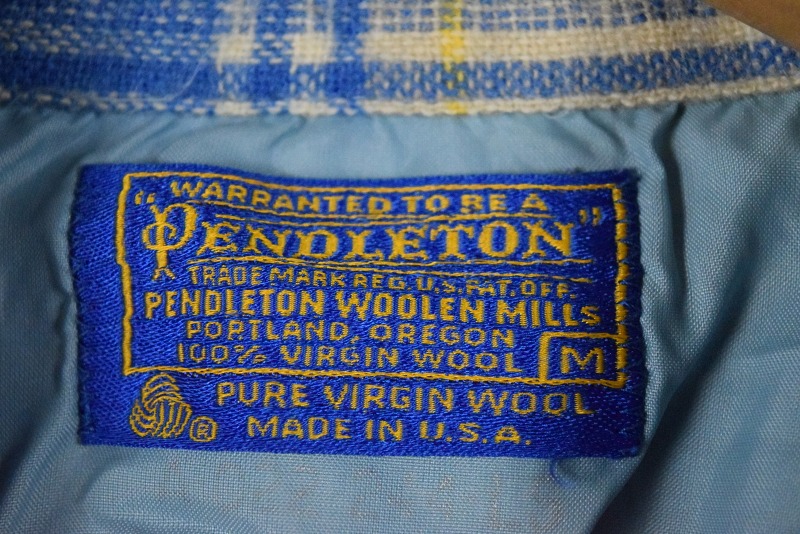 WARRANTED TO BE A
"PENDLETON"
TRADE MARK REG. U.S. PAT. OFF.
PENDLETON WOOLEN MILLS
PORTLAND, OREGON
100% VIRGIN WOOL M
PURE VIRGIN WOOL
® MADE IN U.S.A.